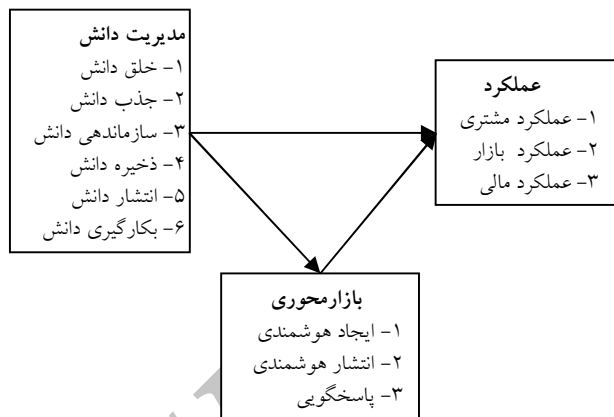 مدیریت دانش
۱- خلق دانش
۲- جذب دانش
۳- سازماندهی دانش
۴- ذخیره دانش
۵- انتشار دانش
۶- بکارگیری دانش
عملکرد
۱- عملکرد مشتری
۲- عملکرد بازار
۳- عملکرد مالی
بازارمحوری
۱- ایجاد هوشمندی
۲- انتشار هوشمندی
۳- پاسخگویی